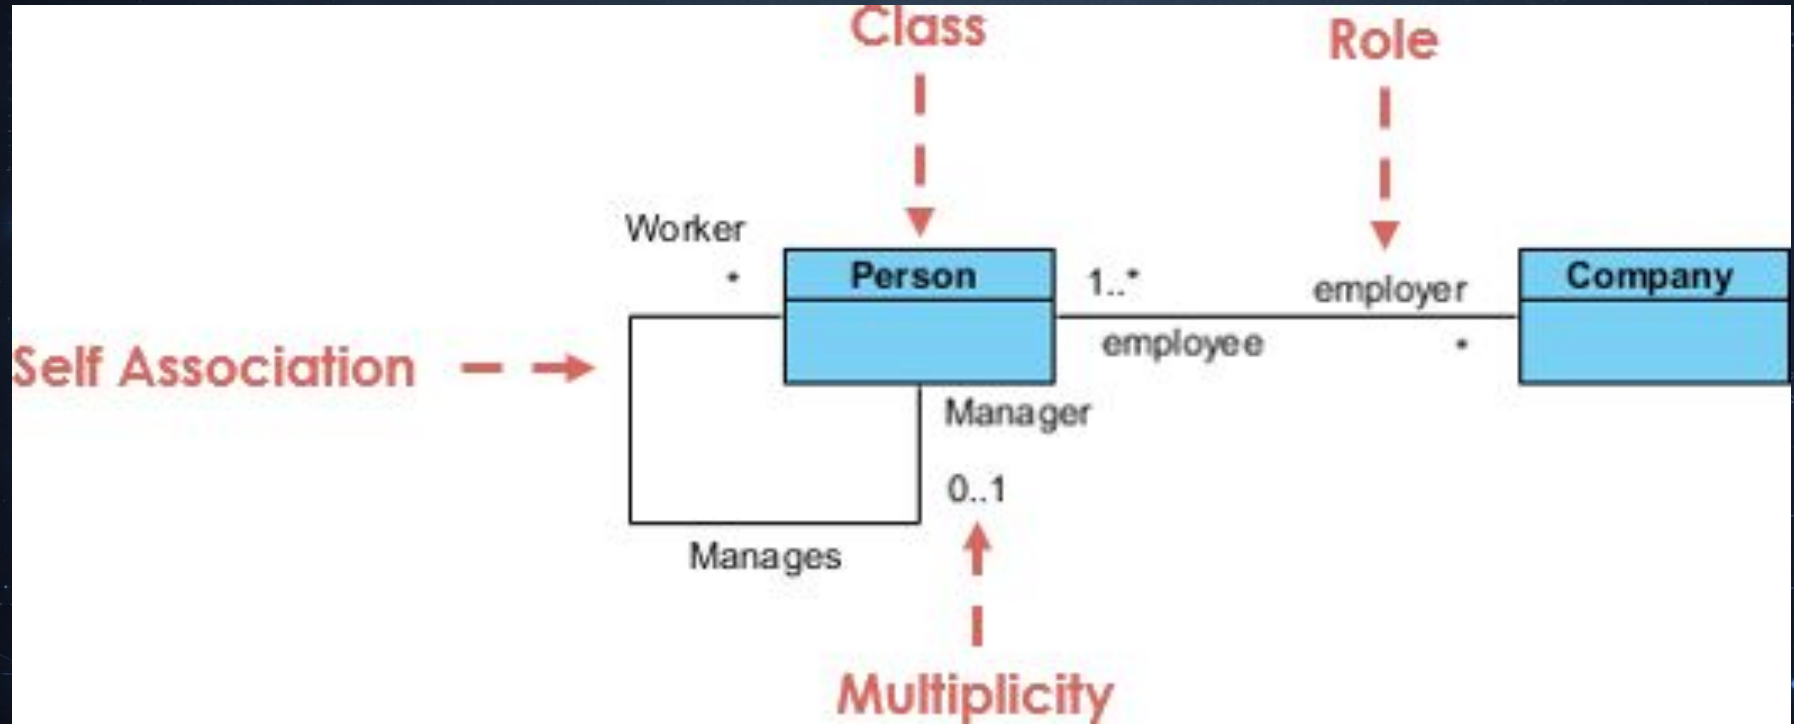 Class
Role
Worker
*
Person
1..*
employer
Company
employee
*
Self Association
Manager
0..1
Manages
Multiplicity